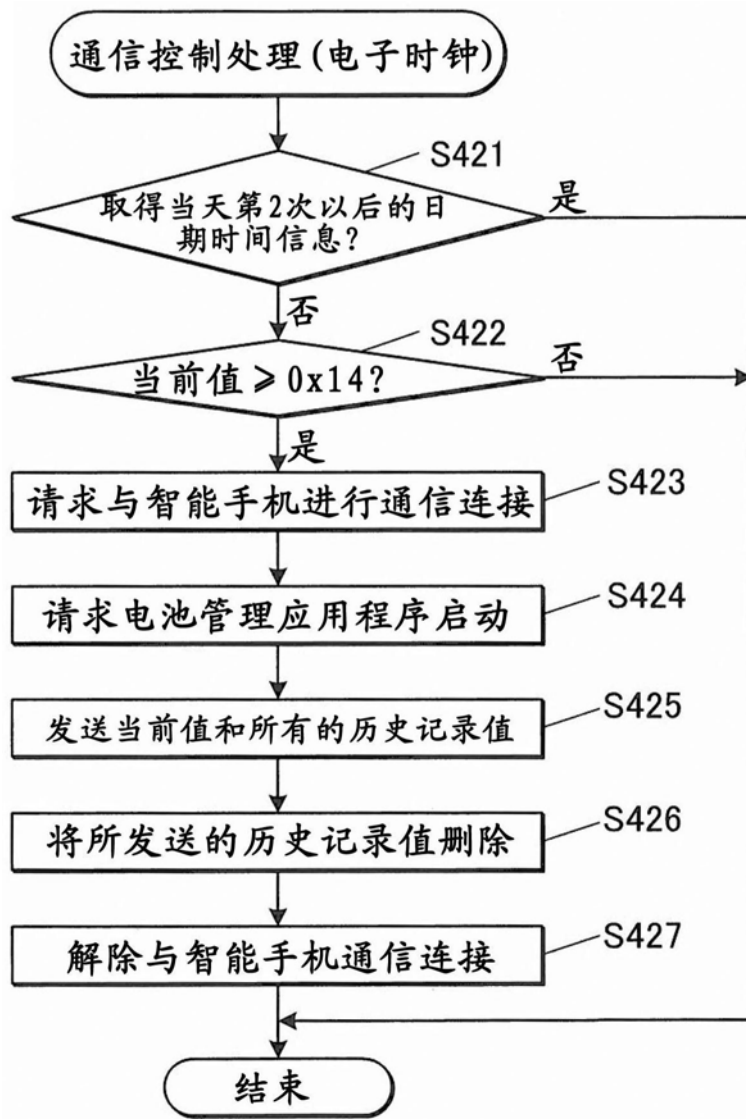 通信控制处理(电子时钟)
S421
取得当天第2次以后的日
期时间信息?
是
否
S422
当前值≥0x14?
否
是
S423
请求与智能手机进行通信连接
S424
请求电池管理应用程序启动
S425
发送当前值和所有的历史记录值
S426
将所发送的历史记录值删除
S427
解除与智能手机通信连接
结束